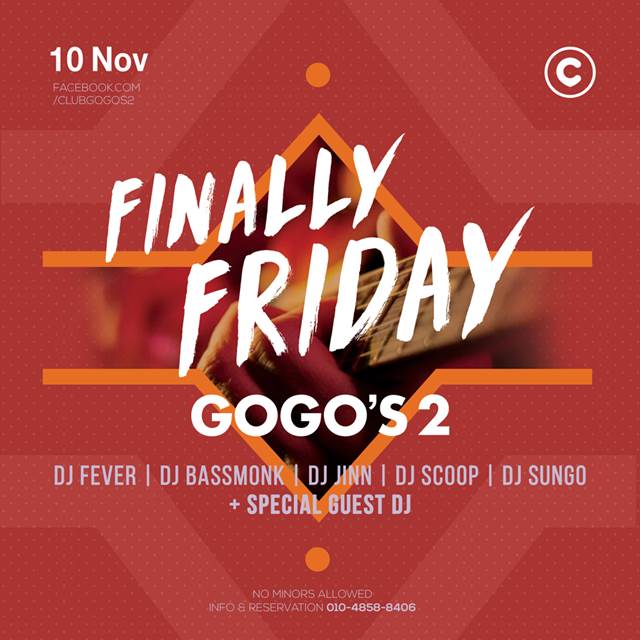 10 Nov
FACEBOOK.COM
/CLUBGOGOS2
C
FINALLY
FRIDAY
GOGO'S 2
DJ FEVER | DJ BASSMONK | DJ JINN | DJ SCOOP | DJ SUNGO
+ SPECIAL GUEST DJ
NO MINORS ALLOWED
INFO & RESERVATION 010-4858-8406